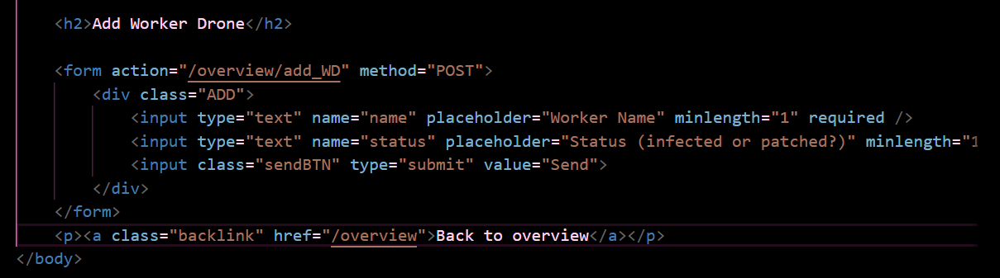 <h2>Add Worker Drone</h2>
<form action="/overview/add_WD" method="POST">
<div class="ADD">
<input type="text" name="name" placeholder="Worker Name" minlength="1" required />
<input type="text" name="status" placeholder="Status (infected or patched?)" minlength="1
<input class="sendBTN" type="submit" value="Send">
</div>
</form>
<p><a class="backlink" href="/overview">Back to overview</a></p>
</body>